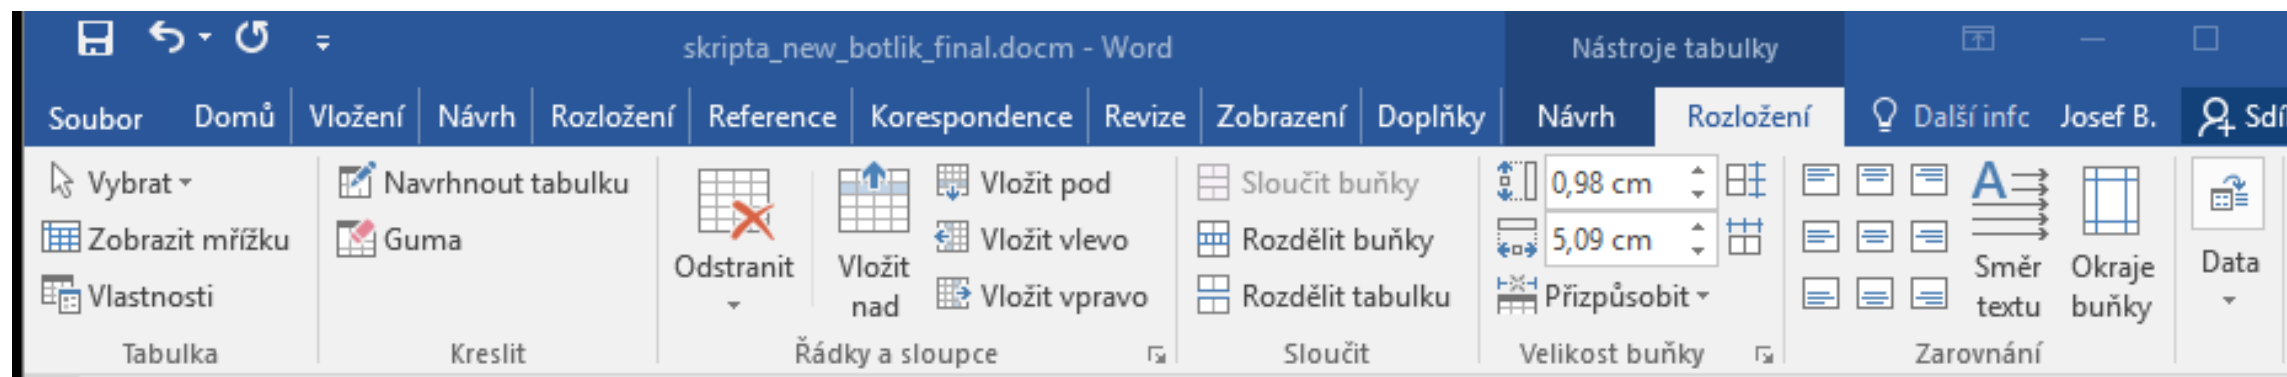 skripta_new_botlik_final.docm - Word
Nástroje tabulky
Soubor Domů Vložení Návrh Rozložení Reference Korespondence Revize Zobrazení Doplňky Návrh Rozložení Další infc Josef B. Sdí
Vybrat
Zobrazit mřížku
Vlastnosti
Tabulka
Navrhnout tabulku
Guma
Kreslit
Odstranit
Vložit
nad
Vložit pod
Vložit vlevo
Vložit vpravo
Řádky a sloupce
Sloučit buňky
Rozdělit buňky
Rozdělit tabulku
Sloučit
0,98 cm
5,09 cm
Přizpůsobit
Velikost buňky
Směr
textu
Okraje
buňky
Zarovnání
Data